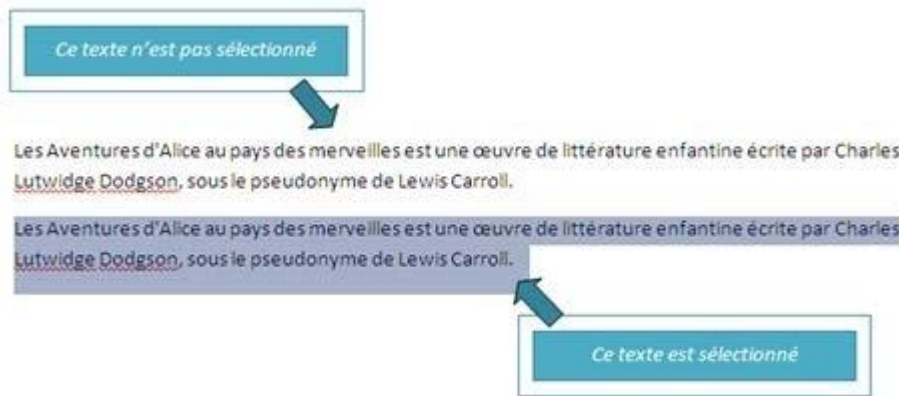 Ce texte n'est pas sélectionné
Les Aventures d'Alice au pays des merveilles est une œuvre de littérature enfantine écrite par Charles
Lutwidge Dodgson, sous le pseudonyme de Lewis Carroll.
Les Aventures d'Alice au pays des merveilles est une œuvre de littérature enfantine écrite par Charles
Lutwidge Dodgson, sous le pseudonyme de Lewis Carroll.
Ce texte est sélectionné